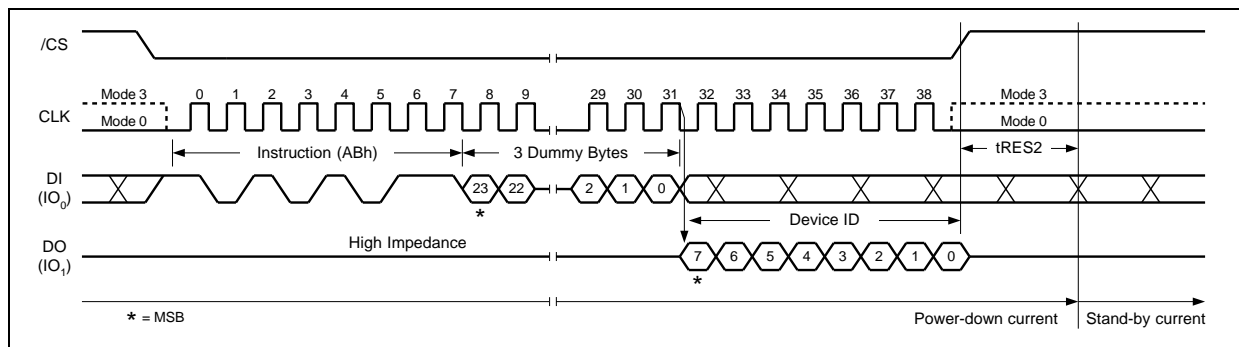 /CS
Mode 3
0 1 2 3 4 5 6 7 8 9 29 30 31 32 33 34 35 36 37 38
Mode 3
CLK
Mode 0
Mode 0
Instruction (ABh)
3 Dummy Bytes
tRES2
DI
(IO0)
23 22 2 1 0
*
Device ID
High Impedance
DO
(IO1)
7 6 5 4 3 2 1 0
*
* = MSB
Power-down current
Stand-by current